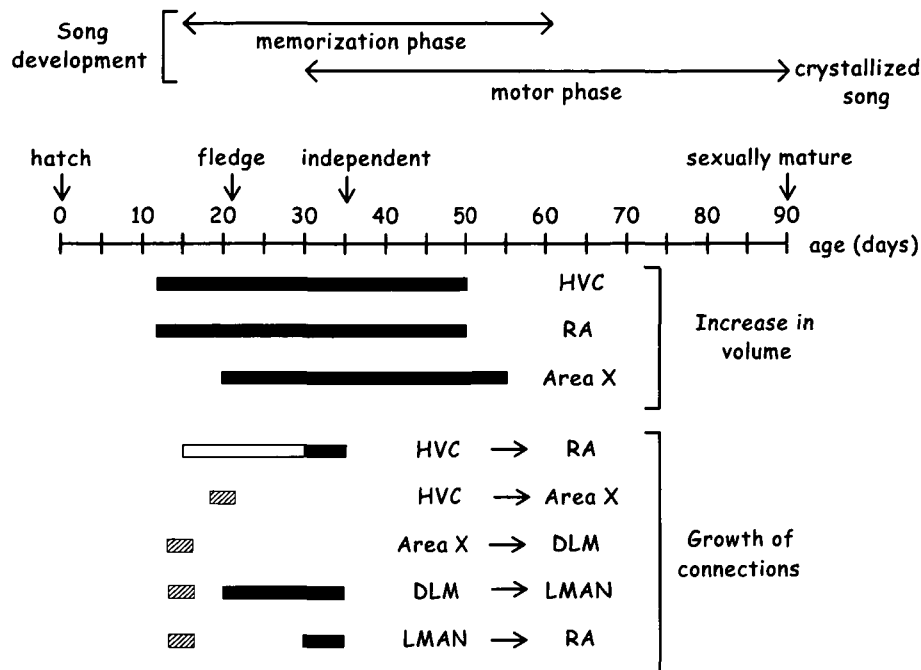 Song
development
memorization phase
motor phase
crystallized
song
hatch
fledge
independent
sexually mature
0 10 20 30 40 50 60 70 80 90
age (days)
HVC
RA
Area X
Increase in
volume
HVC → RA
HVC → Area X
Area X → DLM
DLM → LMAN
LMAN → RA
Growth of
connections